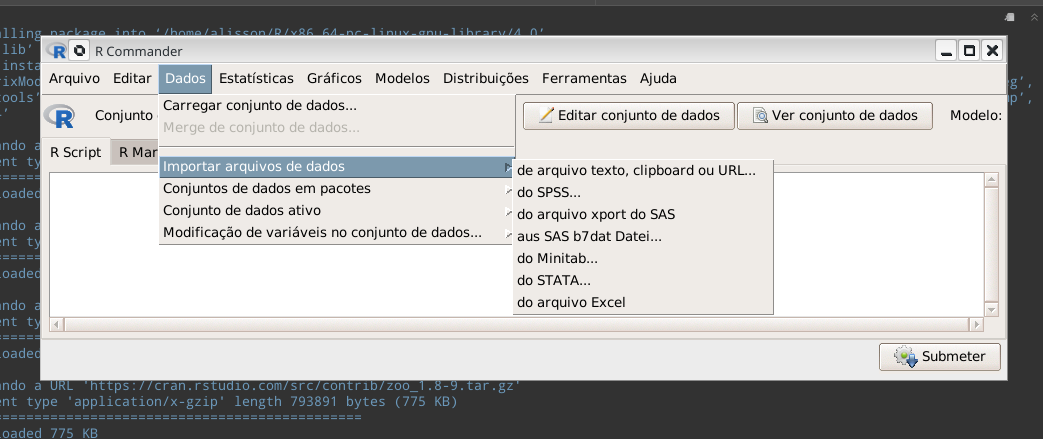 alling package into '/home/alisson/R/x86_64-pc-linux-gnu-library/4.0'
lib'
R Commander
insta
Arquivo Editar Dados Estatísticas Gráficos Modelos Distribuições Ferramentas Ajuda
rixMod
eg',
tools'
Carregar conjunto de dados...
up',
R Conjunto Editar conjunto de dados Ver conjunto de dados Modelo:
Merge de conjunto de dados...
ando a
R Script R Mar
ent ty
Importar arquivos de dados
de arquivo texto, clipboard ou URL...
loaded
Conjuntos de dados em pacotes
do SPSS...
Conjunto de dados ativo
do arquivo xport do SAS
ando a
Modificação de variáveis no conjunto de dados...
aus SAS b7dat Datei...
ent ty
do Minitab...
loaded
do STATA...
ando a
do arquivo Excel
ent ty
loaded
Submeter
ando a URL 'https://cran.rstudio.com/src/contrib/zoo_1.8-9.tar.gz'
ent type 'application/x-gzip' length 793891 bytes (775 KB)
==============================================
loaded 775 KB